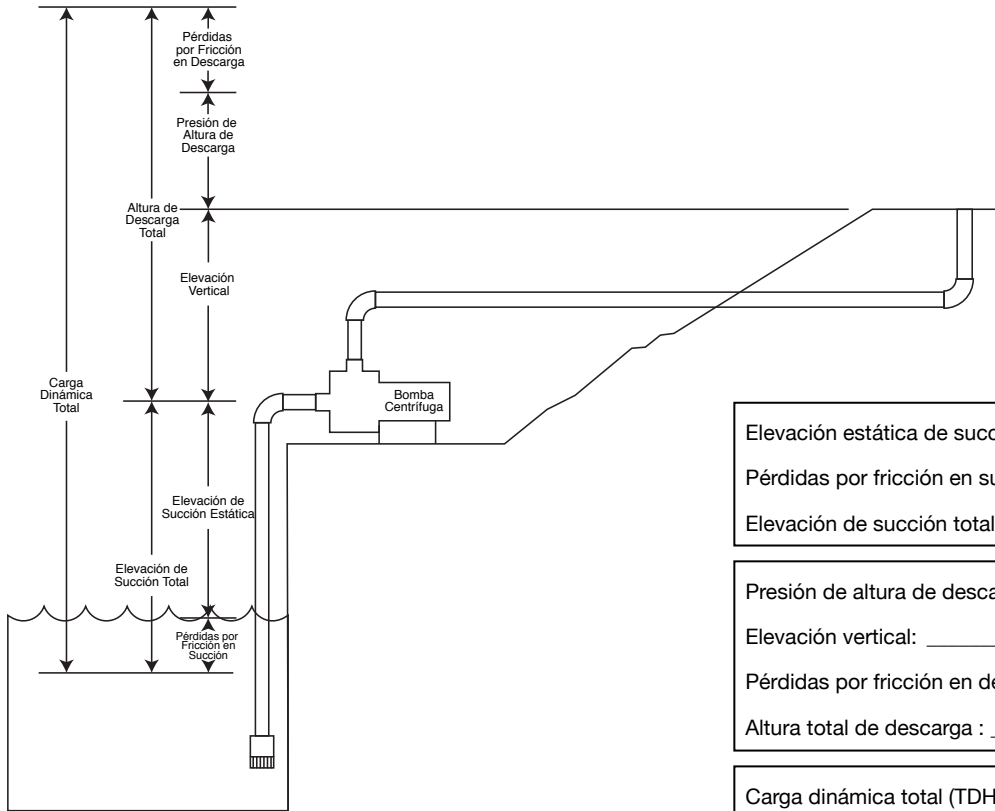 Pérdidas
por Fricción
en Descarga
Presión de
Altura de
Descarga
Altura de
Descarga
Total
Elevación
Vertical
Carga
Dinámica
Total
Bomba
Centrífuga
Elevación de
Succión Estática
Elevación de
Succión Total
Pérdidas por
Fricción en
Succión
Elevación estática de succ
Pérdidas por fricción en su
Elevación de succión total
Presión de altura de desca
Elevación vertical: _______
Pérdidas por fricción en de
Altura total de descarga : _
Carga dinámica total (TDH